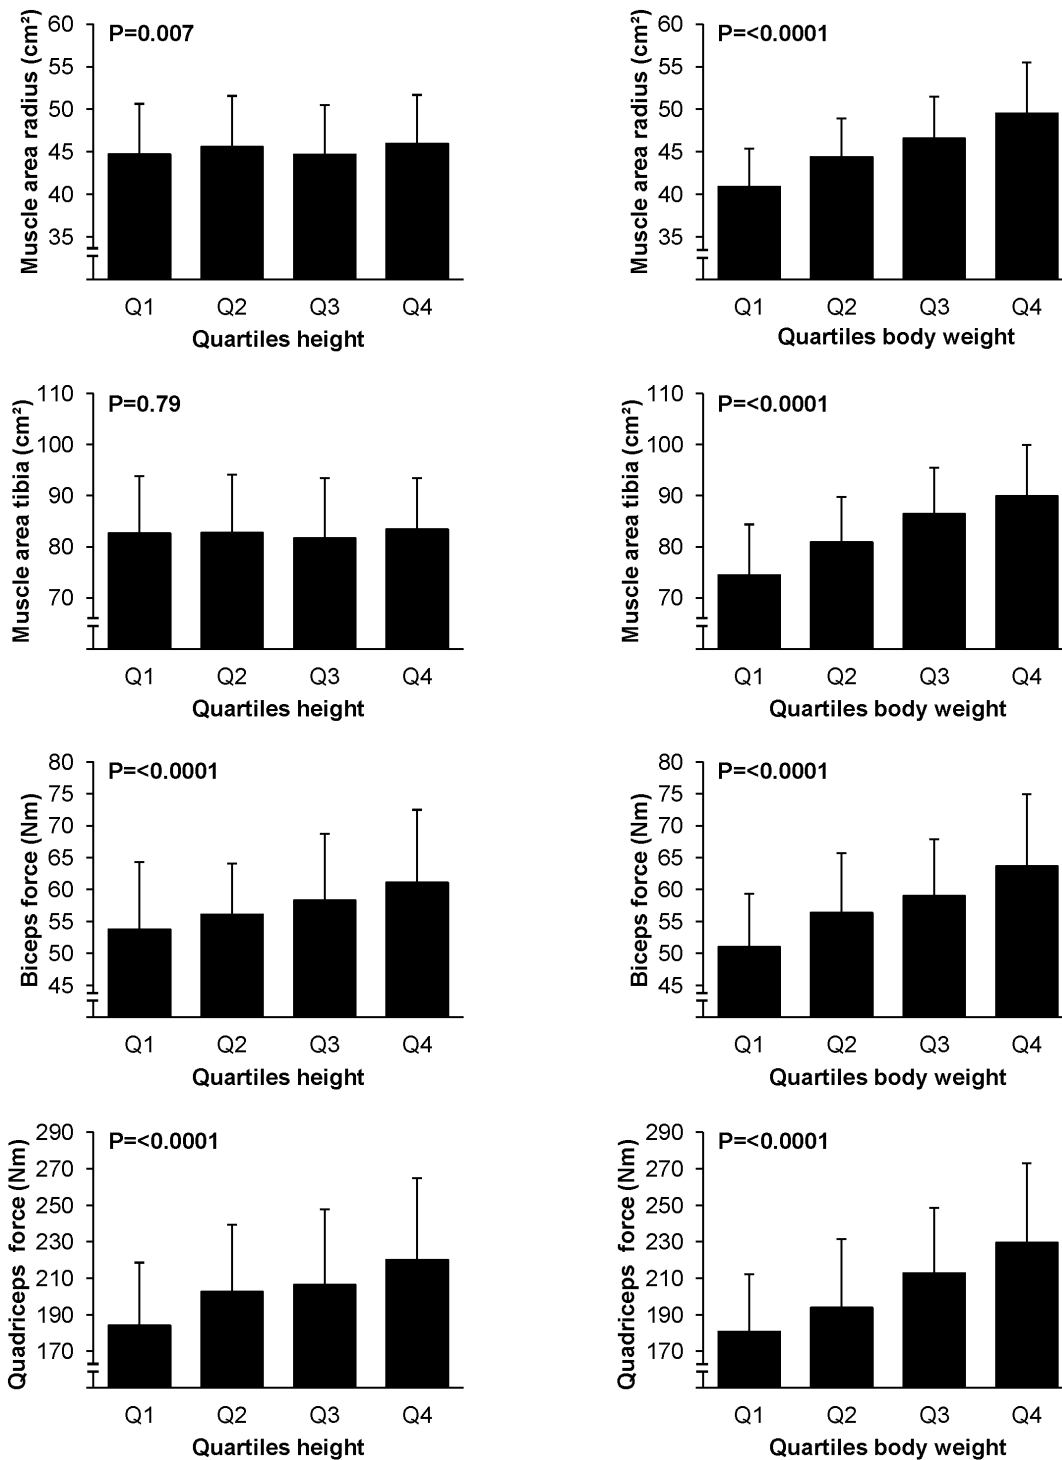 Muscle area radius (cm²)
P=0.007
60
55
50
45
40
35
Q1 Q2 Q3 Q4
Quartiles height
Muscle area radius (cm²)
P=<0.0001
60
55
50
45
40
35
Q1 Q2 Q3 Q4
Quartiles body weight
Muscle area tibia (cm²)
P=0.79
110
100
90
80
70
Q1 Q2 Q3 Q4
Quartiles height
Muscle area tibia (cm²)
P=<0.0001
110
100
90
80
70
Q1 Q2 Q3 Q4
Quartiles body weight
Biceps force (Nm)
P=<0.0001
80
75
70
65
60
55
50
45
Q1 Q2 Q3 Q4
Quartiles height
Biceps force (Nm)
P=<0.0001
80
75
70
65
60
55
50
45
Q1 Q2 Q3 Q4
Quartiles body weight
Quadriceps force (Nm)
P=<0.0001
290
270
250
230
210
190
170
Q1 Q2 Q3 Q4
Quartiles height
Quadriceps force (Nm)
P=<0.0001
290
270
250
230
210
190
170
Q1 Q2 Q3 Q4
Quartiles body weight